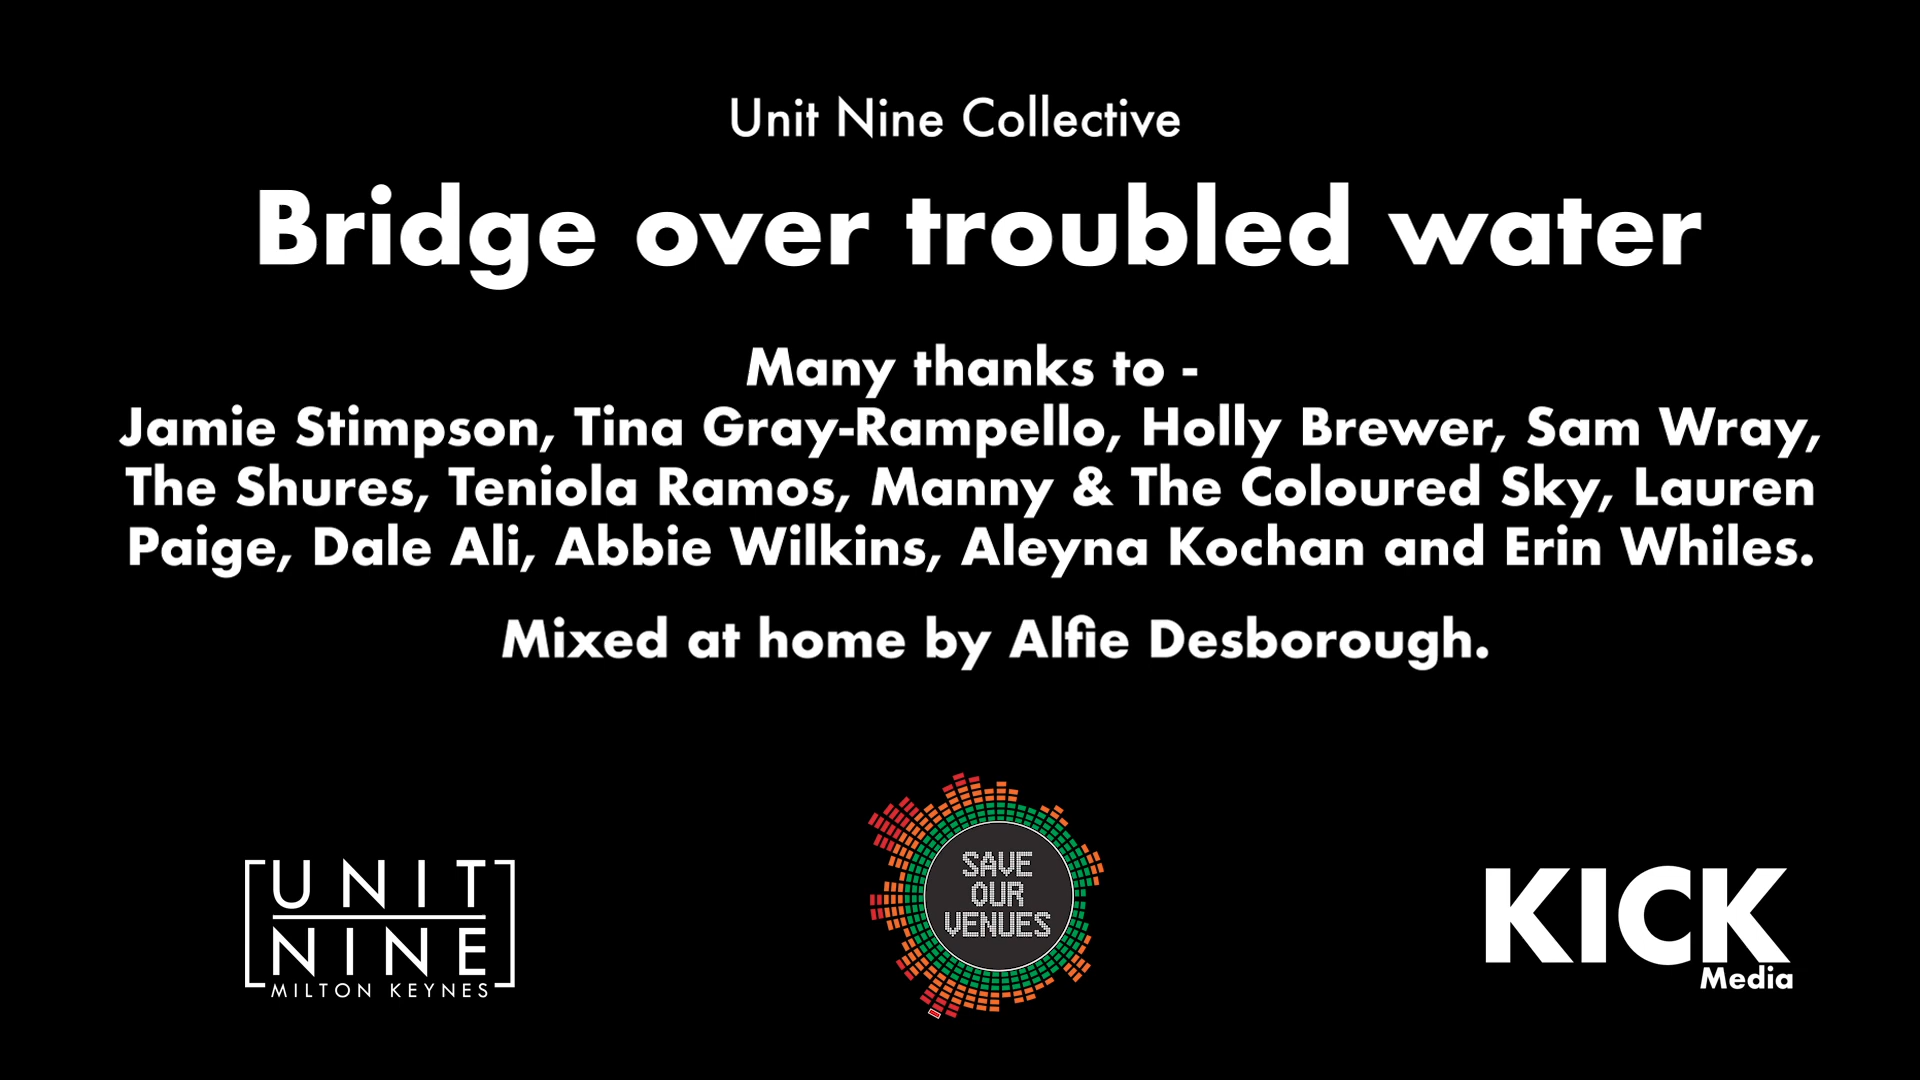 Unit Nine Collective
Bridge over troubled water
Many thanks to -
Jamie Stimpson, Tina Gray-Rampello, Holly Brewer, Sam Wray,
The Shures, Teniola Ramos, Manny & The Coloured Sky, Lauren
Paige, Dale Ali, Abbie Wilkins, Aleyna Kochan and Erin Whiles.
Mixed at home by Alfie Desborough.
UNIT
NINE
MILTON KEYNES
SAVE
OUR
VENUES
KICK
Media